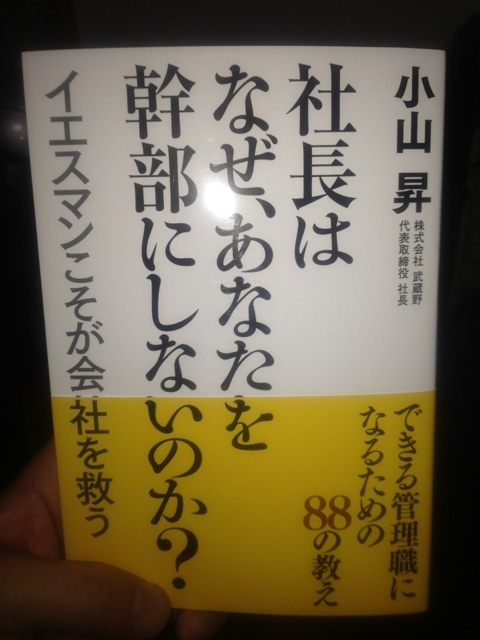 小山 昇
株式会社 武蔵野
代表取締役 社長
社長は
なぜ、あなたを
幹部にしないのか?
イエスマンこそが会社を救う
できる管理職に
なるための
88の教え